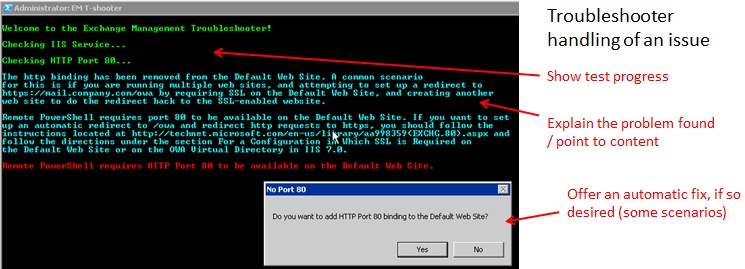 Administrator: EM T-shooter
Welcome to the Exchange Management Troubleshooter!
Checking IIS Service...
Checking HTTP Port 80...
The http binding has been removed from the Default Web Site. A common scenario
for this is if you are running multiple web sites, and attempting to set up a redirect to
https://mail.company.com/owa by requiring SSL on the Default Web Site, and creating another
web site to do the redirect back to the SSL-enabled website.
Remote PowerShell requires port 80 to be available on the Default Web Site. If you want to set
up an automatic redirect to /owa and redirect http requests to https, you should follow the
instructions located at http://technet.microsoft.com/en-us/library/aa998359(EXCHG.80).aspx and
follow the directions under the section For a Configuration in Which SSL is Required on
the Default Web Site or on the OWA Virtual Directory in IIS 7.0.
Remote PowerShell requires HTTP Port 80 to be available on the Default Web Site.
No Port 80
Do you want to add HTTP Port 80 binding to the Default Web Site?
Yes
No
Troubleshooter
handling of an issue
Show test progress
Explain the problem found
/ point to content
Offer an automatic fix, if so
desired (some scenarios)